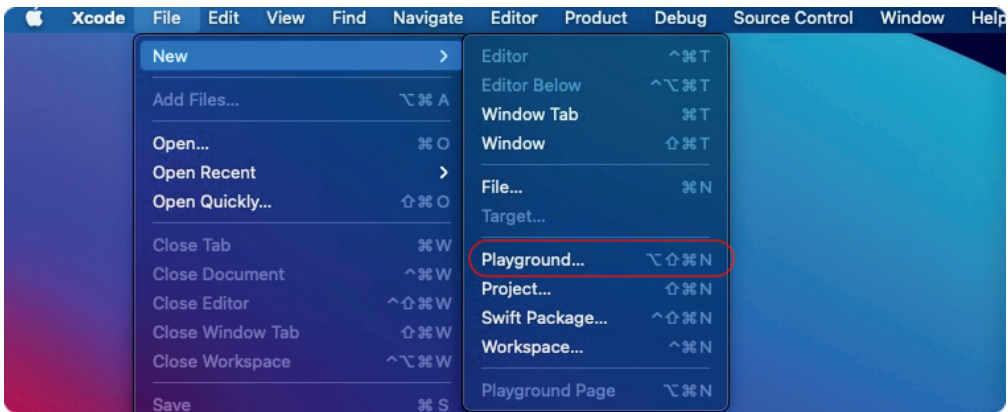 Xcode File Edit View Find Navigate Editor Product Debug Source Control Window Help
New >
Add Files... ⌥⌘A
Open... ⌘O
Open Recent >
Open Quickly... ⇧⌘O
Close Tab ⌘W
Close Document ^⌘W
Close Editor ^⇧⌘W
Close Window Tab ⇧⌘W
Close Workspace ^⌥⌘W
Save ⌘S
Editor ^⌘T
Editor Below ^⌥⌘T
Window Tab ⌘T
Window ⇧⌘T
File... ⌘N
Target...
Playground... ⌥⇧⌘N
Project... ⇧⌘N
Swift Package... ^⇧⌘N
Workspace... ^⌘N
Playground Page ⌥⌘N